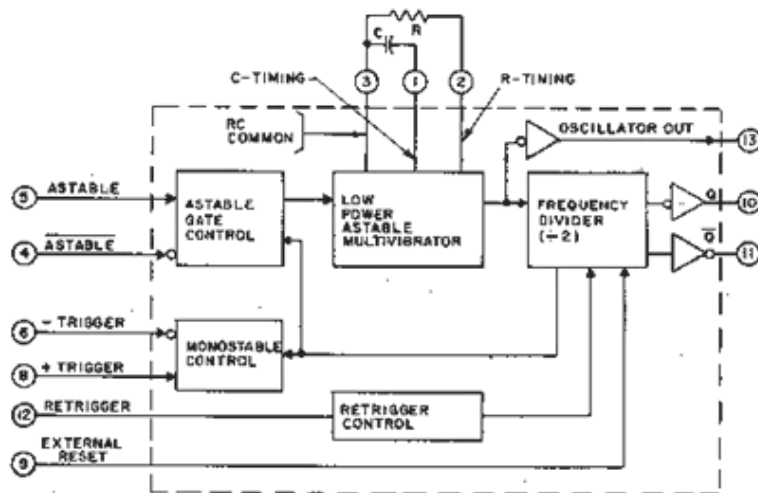 R
C
C-TIMING
3
1
2
R-TIMING
RC
COMMON
OSCILLATOR OUT
13
5
ASTABLE
ASTABLE
GATE
CONTROL
LOW
POWER
ASTABLE
MULTIVIBRATOR
FREQUENCY
DIVIDER
(÷2)
Q
10
4
ASTABLE
Q
11
6
- TRIGGER
MONOSTABLE
CONTROL
8
+ TRIGGER
12
RETRIGGER
RETRIGGER
CONTROL
9
EXTERNAL
RESET